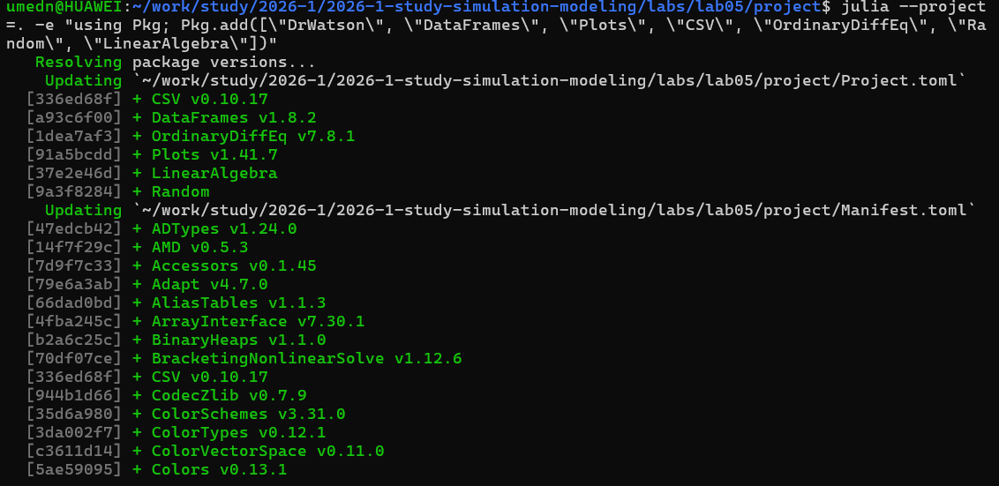 umedn@HUAWEI:~/work/study/2026-1/2026-1-study-simulation-modeling/labs/lab05/project$ julia --project
=. -e "using Pkg; Pkg.add([\"DrWatson\", \"DataFrames\", \"Plots\", \"CSV\", \"OrdinaryDiffEq\", \"Ra
ndom\", \"LinearAlgebra\"])"
   Resolving package versions...
    Updating `~/work/study/2026-1/2026-1-study-simulation-modeling/labs/lab05/project/Project.toml`
  [336ed68f] + CSV v0.10.17
  [a93c6f00] + DataFrames v1.8.2
  [1dea7af3] + OrdinaryDiffEq v7.8.1
  [91a5bcdd] + Plots v1.41.7
  [37e2e46d] + LinearAlgebra
  [9a3f8284] + Random
    Updating `~/work/study/2026-1/2026-1-study-simulation-modeling/labs/lab05/project/Manifest.toml`
  [47edcb42] + ADTypes v1.24.0
  [14f7f29c] + AMD v0.5.3
  [7d9f7c33] + Accessors v0.1.45
  [79e6a3ab] + Adapt v4.7.0
  [66dad0bd] + AliasTables v1.1.3
  [4fba245c] + ArrayInterface v7.30.1
  [b2a6c25c] + BinaryHeaps v1.1.0
  [70df07ce] + BracketingNonlinearSolve v1.12.6
  [336ed68f] + CSV v0.10.17
  [944b1d66] + CodecZlib v0.7.9
  [35d6a980] + ColorSchemes v3.31.0
  [3da002f7] + ColorTypes v0.12.1
  [c3611d14] + ColorVectorSpace v0.11.0
  [5ae59095] + Colors v0.13.1